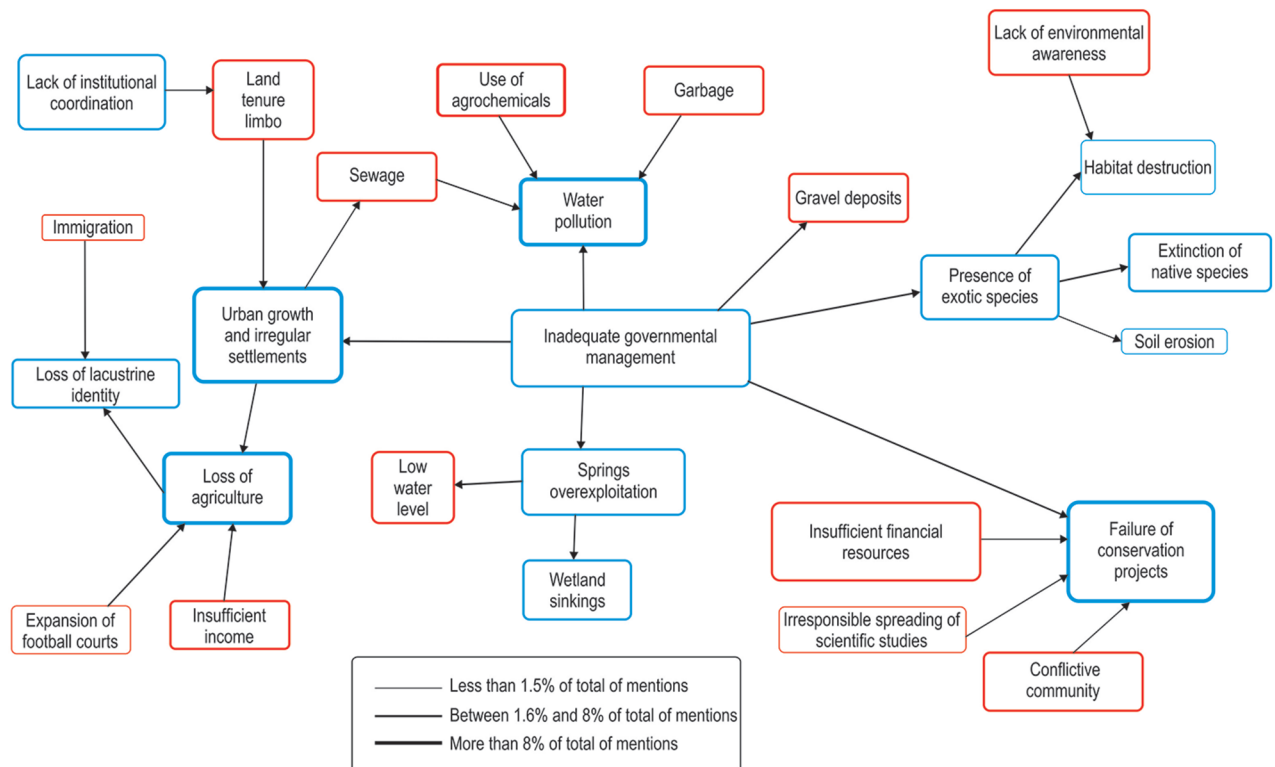 Lack of environmental
awareness
Lack of institutional
coordination
Land
tenure
limbo
Use of
agrochemicals
Garbage
Habitat destruction
Sewage
Water
pollution
Gravel deposits
Immigration
Extinction of
native species
Presence of
exotic species
Urban growth
and irregular
settlements
Inadequate governmental
management
Soil erosion
Loss of lacustrine
identity
Loss of
agriculture
Low
water
level
Springs
overexploitation
Insufficient financial
resources
Failure of
conservation
projects
Wetland
sinkings
Expansion of
football courts
Insufficient
income
Irresponsible spreading of
scientific studies
Conflictive
community
Less than 1.5% of total of mentions
Between 1.6% and 8% of total of mentions
More than 8% of total of mentions